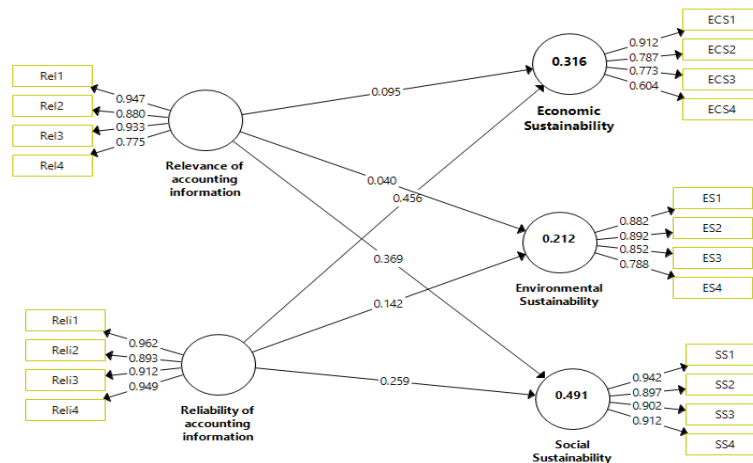 Rel1
Rel2
Rel3
Rel4
0.947
0.880
0.933
0.775
Relevance of
accounting
information
Reli1
Reli2
Reli3
Reli4
0.962
0.893
0.912
0.949
Reliability of
accounting
information
0.095
0.040
0.456
0.369
0.142
0.259
0.316
Economic
Sustainability
0.912
0.787
0.773
0.604
ECS1
ECS2
ECS3
ECS4
0.212
Environmental
Sustainability
0.882
0.892
0.852
0.788
ES1
ES2
ES3
ES4
0.491
Social
Sustainability
0.942
0.897
0.902
0.912
SS1
SS2
SS3
SS4